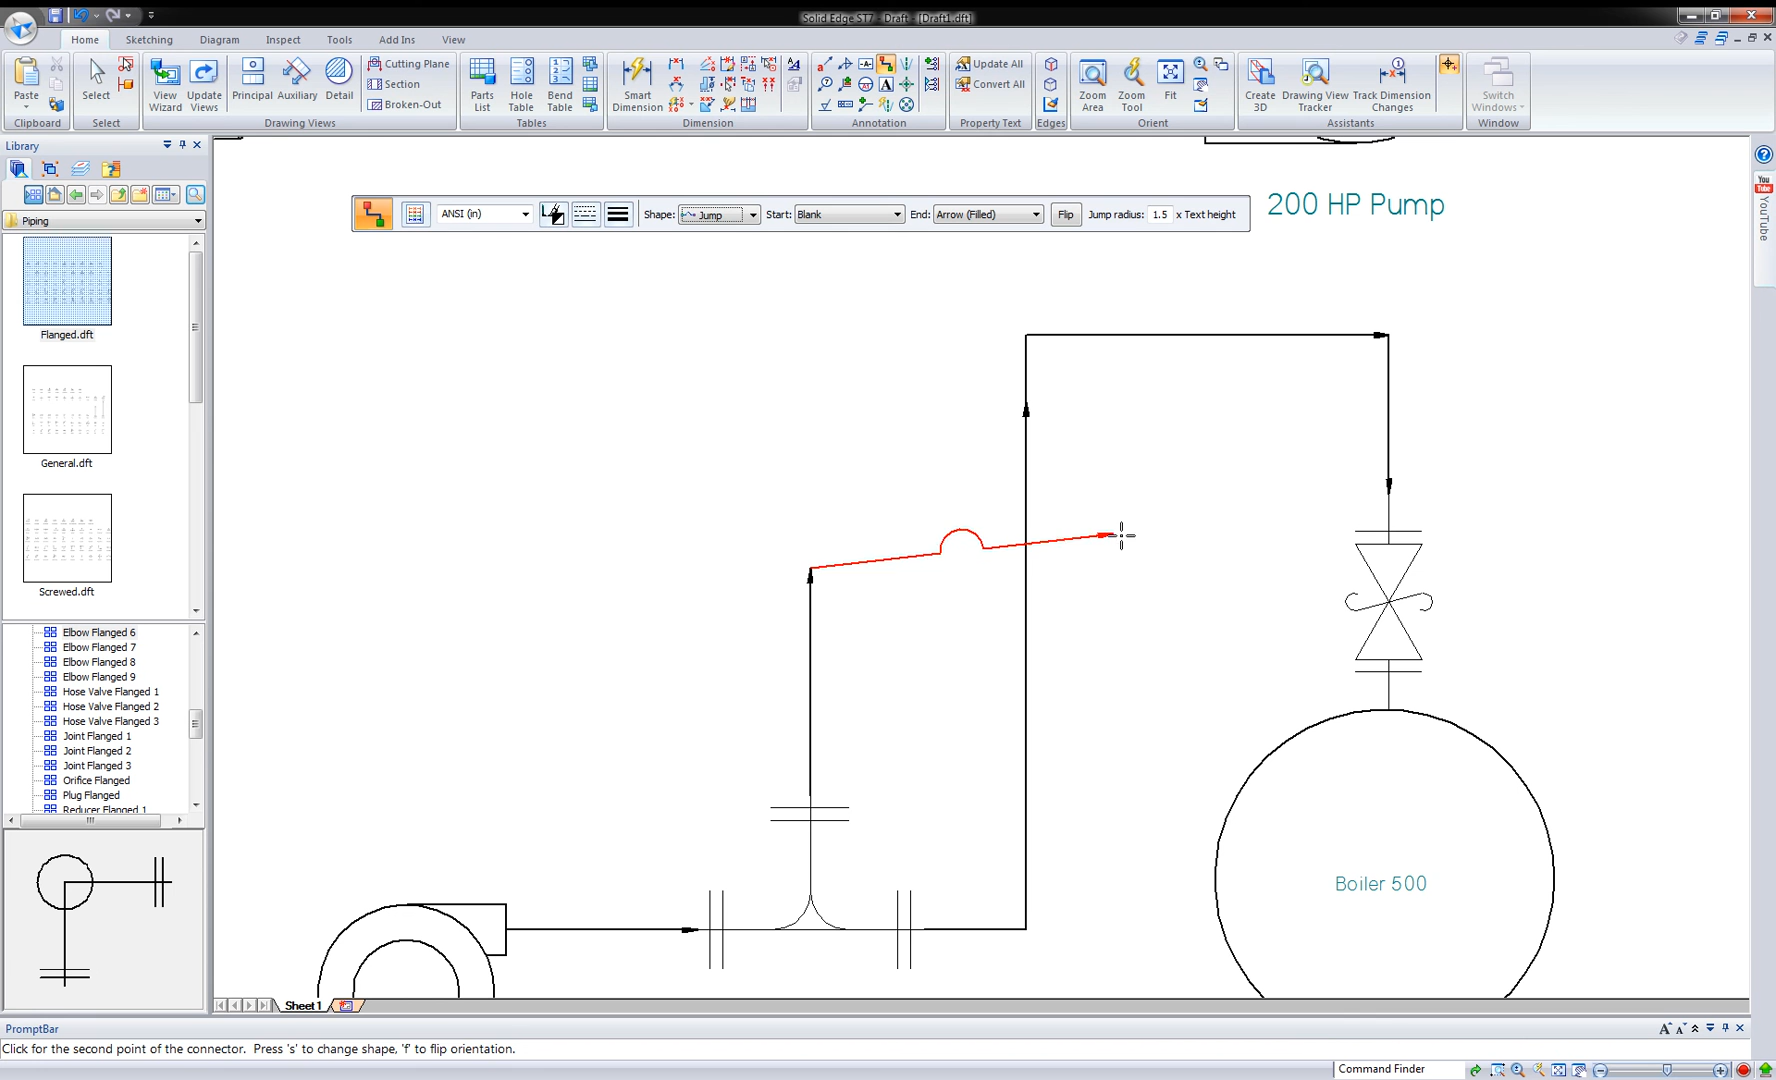 Solid Edge ST7 - Draft - [Draft1.dft]
Home Sketching Diagram Inspect Tools Add Ins View
Paste
Select
View Wizard
Update Views
Principal
Auxiliary
Detail
Cutting Plane
Section
Broken-Out
Parts List
Hole Table
Bend Table
Smart Dimension
Update All
Convert All
Zoom Area
Zoom Tool
Fit
Create 3D
Drawing View Tracker
Track Dimension Changes
Switch Windows
Clipboard Select Drawing Views Tables Dimension Annotation Property Text Edges Orient Assistants Window
Library
Piping
Flanged.dft
General.dft
Screwed.dft
Elbow Flanged 6
Elbow Flanged 7
Elbow Flanged 8
Elbow Flanged 9
Hose Valve Flanged 1
Hose Valve Flanged 2
Hose Valve Flanged 3
Joint Flanged 1
Joint Flanged 2
Joint Flanged 3
Orifice Flanged
Plug Flanged
Reducer Flanged 1
ANSI (in) Shape: Jump Start: Blank End: Arrow (Filled) Flip Jump radius: 1.5 x Text height
200 HP Pump
Boiler 500
You Tube
YouTube
Sheet1
PromptBar
Click for the second point of the connector. Press 's' to change shape, 'f' to flip orientation.
Command Finder